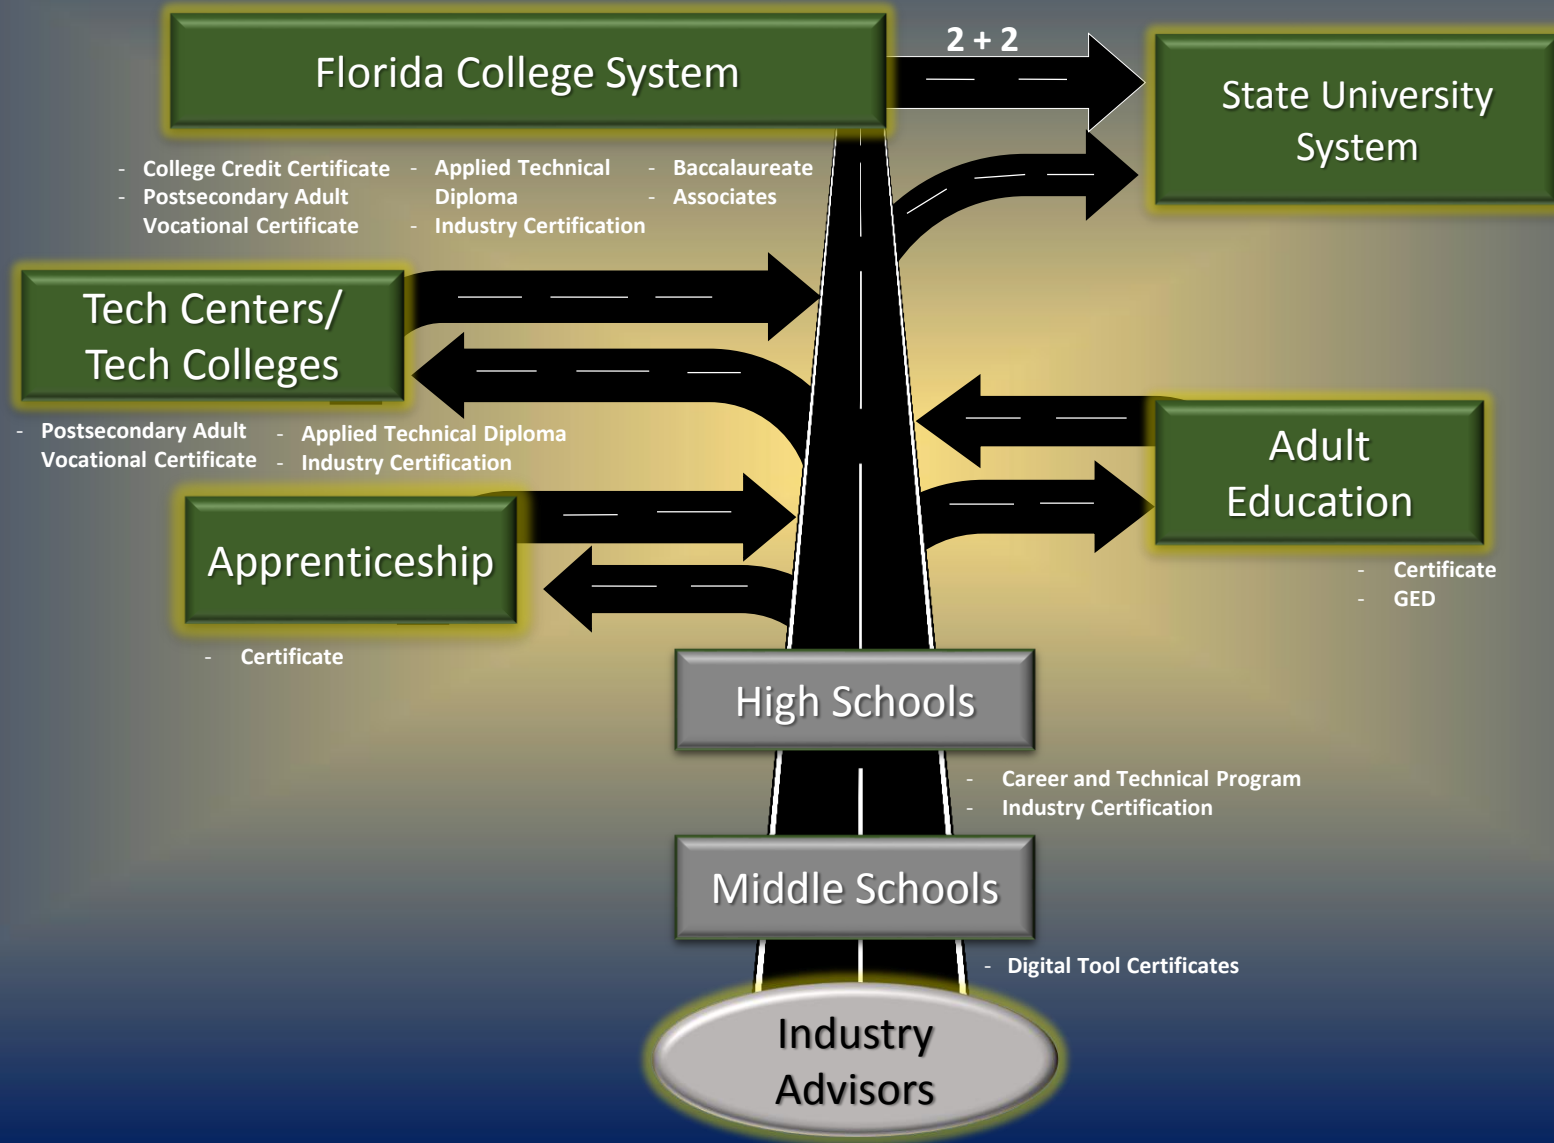 Florida College System
2 + 2
State University
System
- College Credit Certificate
- Postsecondary Adult
Vocational Certificate
- Applied Technical
Diploma
- Industry Certification
- Baccalaureate
- Associates
Tech Centers/
Tech Colleges
- Postsecondary Adult
Vocational Certificate
- Applied Technical Diploma
- Industry Certification
Adult
Education
- Certificate
- GED
Apprenticeship
- Certificate
High Schools
- Career and Technical Program
- Industry Certification
Middle Schools
- Digital Tool Certificates
Industry
Advisors